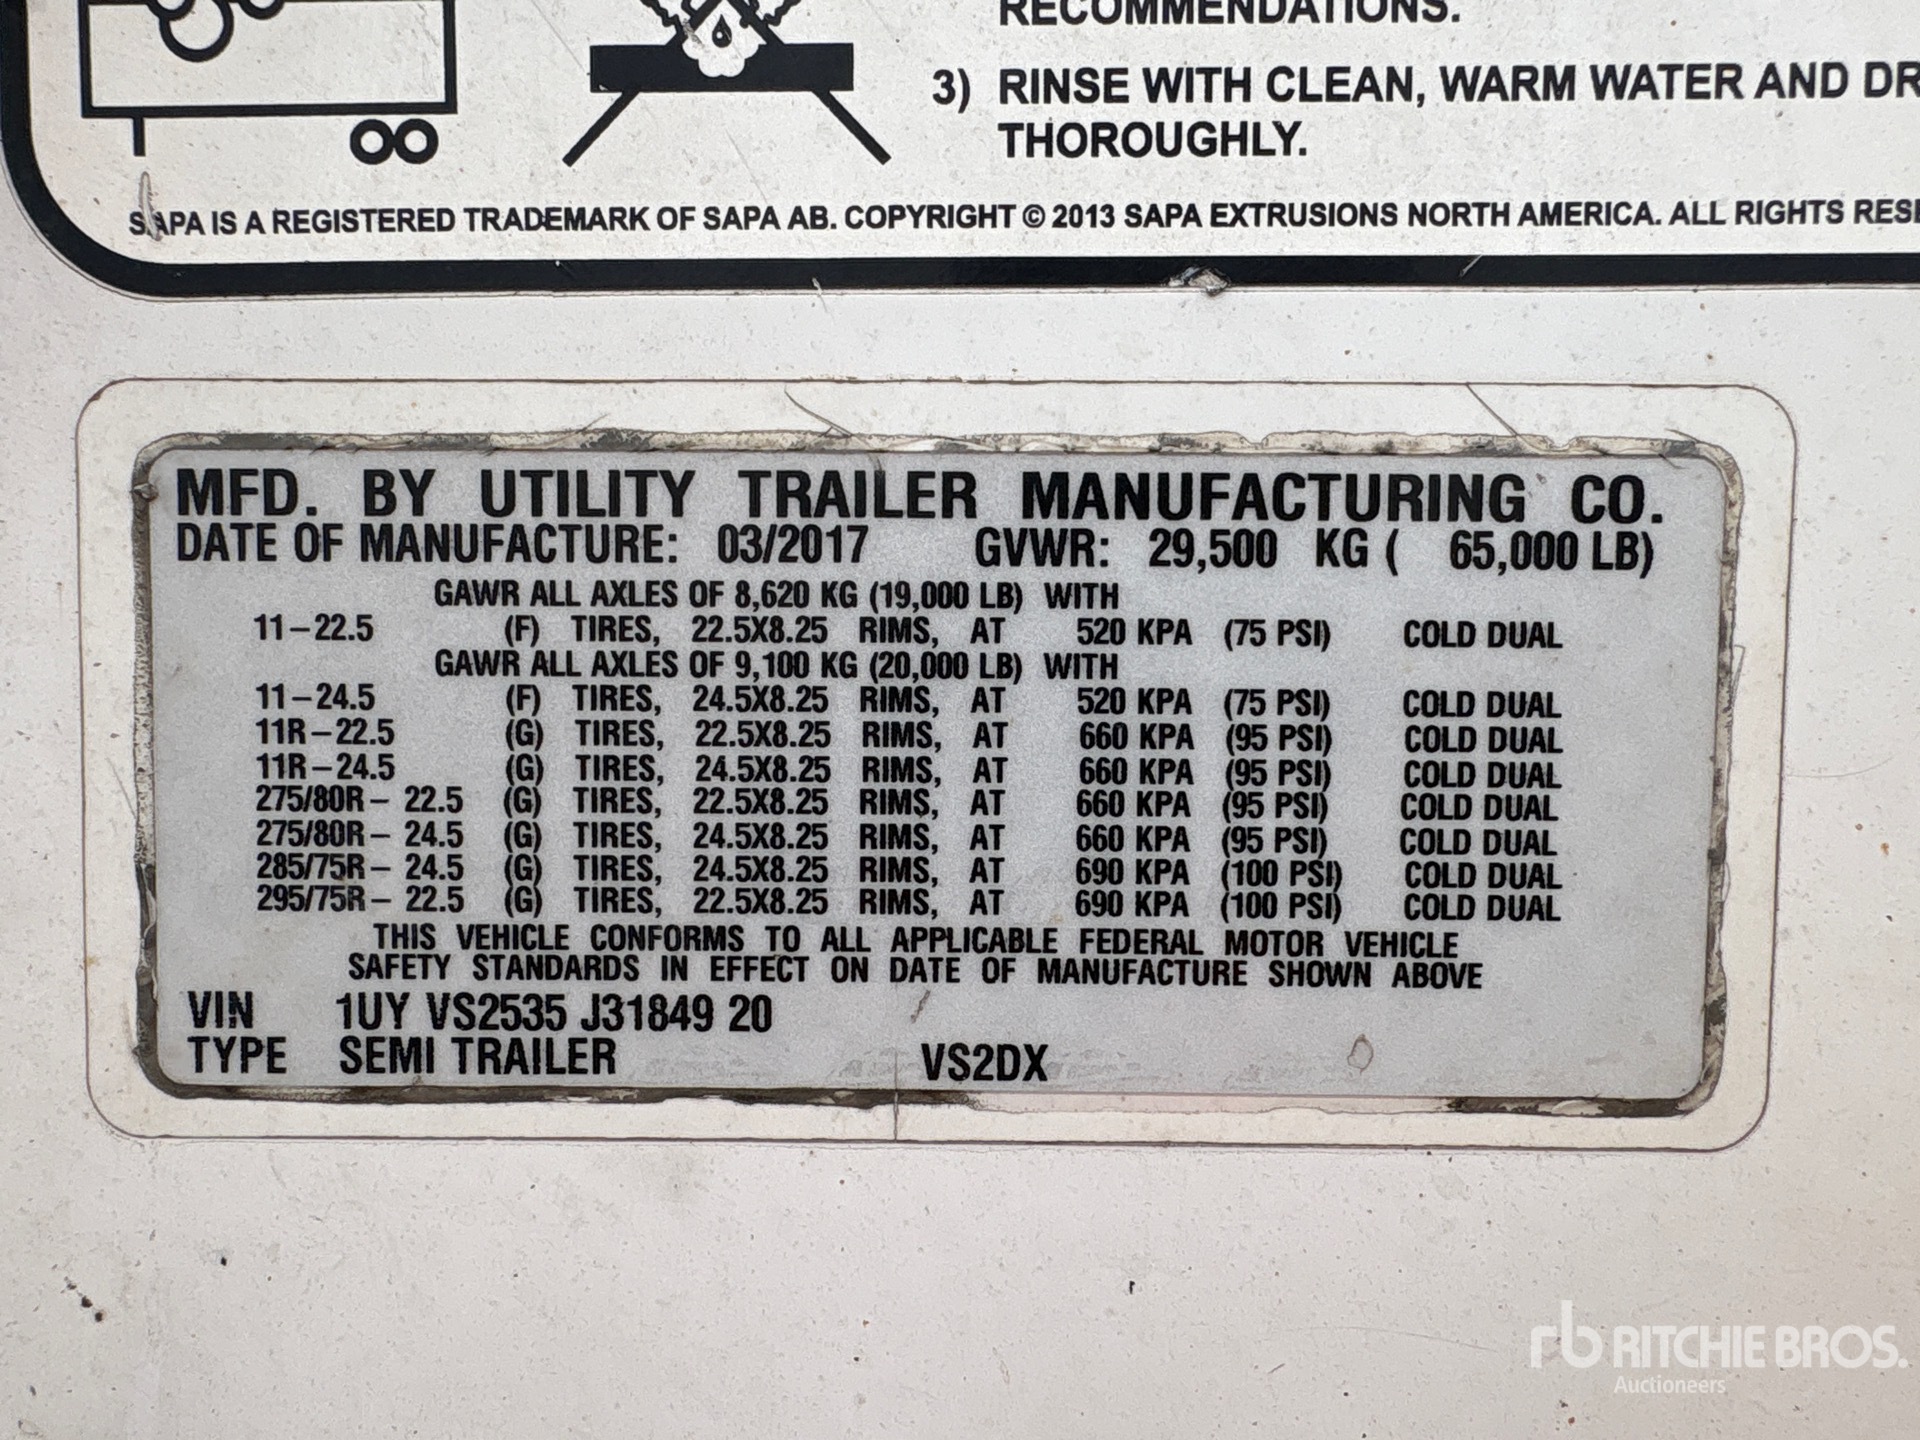 RECOMMENDATIONS.
3) RINSE WITH CLEAN, WARM WATER AND DR
THOROUGHLY.
SAPA IS A REGISTERED TRADEMARK OF SAPA AB. COPYRIGHT © 2013 SAPA EXTRUSIONS NORTH AMERICA. ALL RIGHTS RESE
MFD. BY UTILITY TRAILER MANUFACTURING CO.
DATE OF MANUFACTURE: 03/2017 GVWR: 29,500 KG ( 65,000 LB)
GAWR ALL AXLES OF 8,620 KG (19,000 LB) WITH
11-22.5 (F) TIRES, 22.5X8.25 RIMS, AT 520 KPA (75 PSI) COLD DUAL
GAWR ALL AXLES OF 9,100 KG (20,000 LB) WITH
11-24.5 (F) TIRES, 24.5X8.25 RIMS, AT 520 KPA (75 PSI) COLD DUAL
11R-22.5 (G) TIRES, 22.5X8.25 RIMS, AT 660 KPA (95 PSI) COLD DUAL
11R-24.5 (G) TIRES, 24.5X8.25 RIMS, AT 660 KPA (95 PSI) COLD DUAL
275/80R- 22.5 (G) TIRES, 22.5X8.25 RIMS, AT 660 KPA (95 PSI) COLD DUAL
275/80R- 24.5 (G) TIRES, 24.5X8.25 RIMS, AT 660 KPA (95 PSI) COLD DUAL
285/75R- 24.5 (G) TIRES, 24.5X8.25 RIMS, AT 690 KPA (100 PSI) COLD DUAL
295/75R- 22.5 (G) TIRES, 22.5X8.25 RIMS, AT 690 KPA (100 PSI) COLD DUAL
THIS VEHICLE CONFORMS TO ALL APPLICABLE FEDERAL MOTOR VEHICLE
SAFETY STANDARDS IN EFFECT ON DATE OF MANUFACTURE SHOWN ABOVE
VIN 1UY VS2535 J31849 20
TYPE SEMI TRAILER VS2DX
rb RITCHIE BROS.
Auctioneers